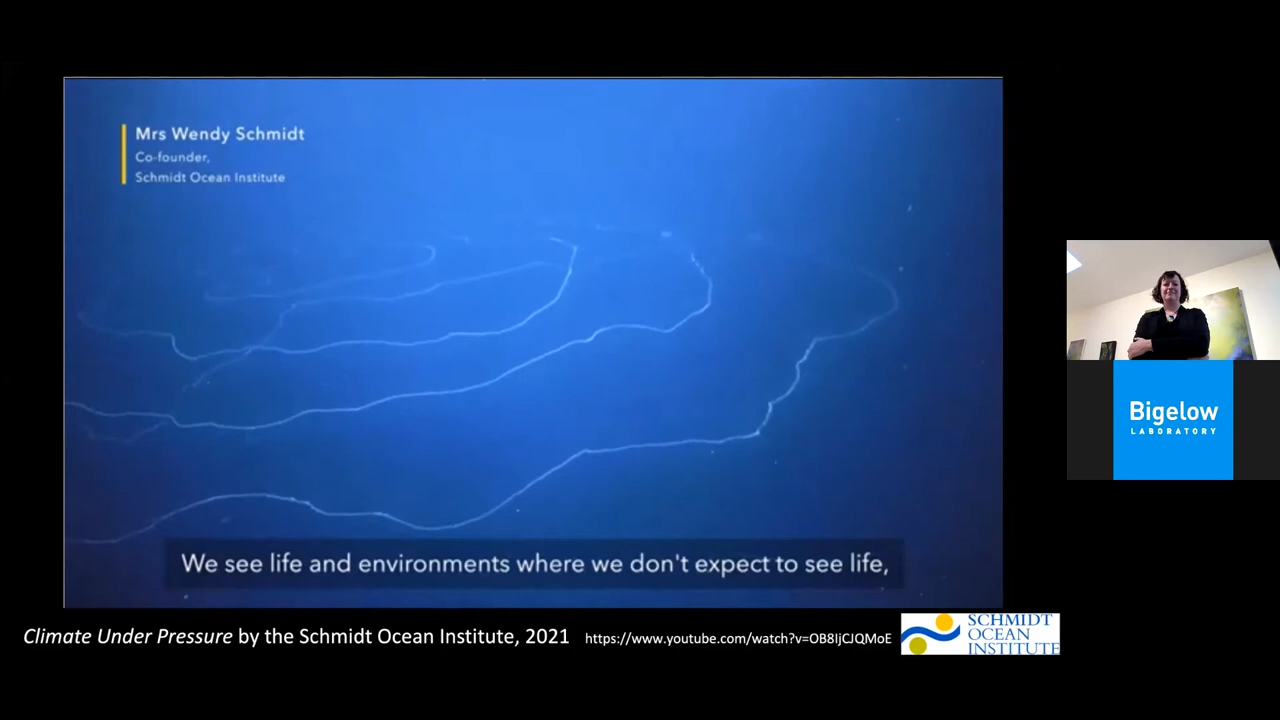 Mrs Wendy Schmidt
Co-founder,
Schmidt Ocean Institute
We see life and environments where we don't expect to see life,
Climate Under Pressure by the Schmidt Ocean Institute, 2021 https://www.youtube.com/watch?v=OB8IjCJQMoE
SCHMIDT
OCEAN
INSTITUTE
Bigelow
LABORATORY